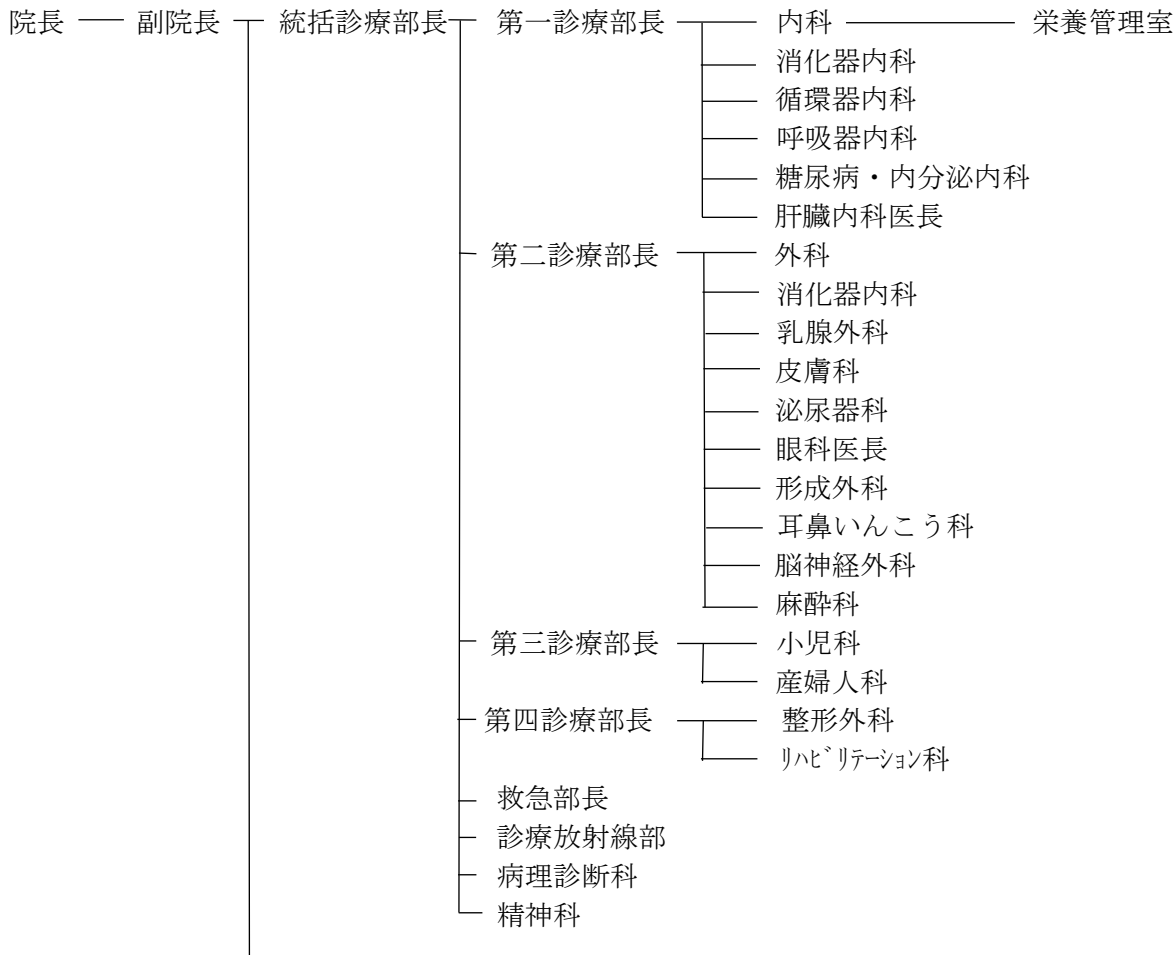 院長 副院長 統括診療部長 第一診療部長 内科 栄養管理室
消化器内科
循環器内科
呼吸器内科
糖尿病・内分泌内科
肝臓内科医長
第二診療部長 外科
消化器内科
乳腺外科
皮膚科
泌尿器科
眼科医長
形成外科
耳鼻いんこう科
脳神経外科
麻酔科
第三診療部長 小児科
産婦人科
第四診療部長 整形外科
ﾘﾊﾋﾞﾘﾃｰｼｮﾝ科
救急部長
診療放射線部
病理診断科
精神科